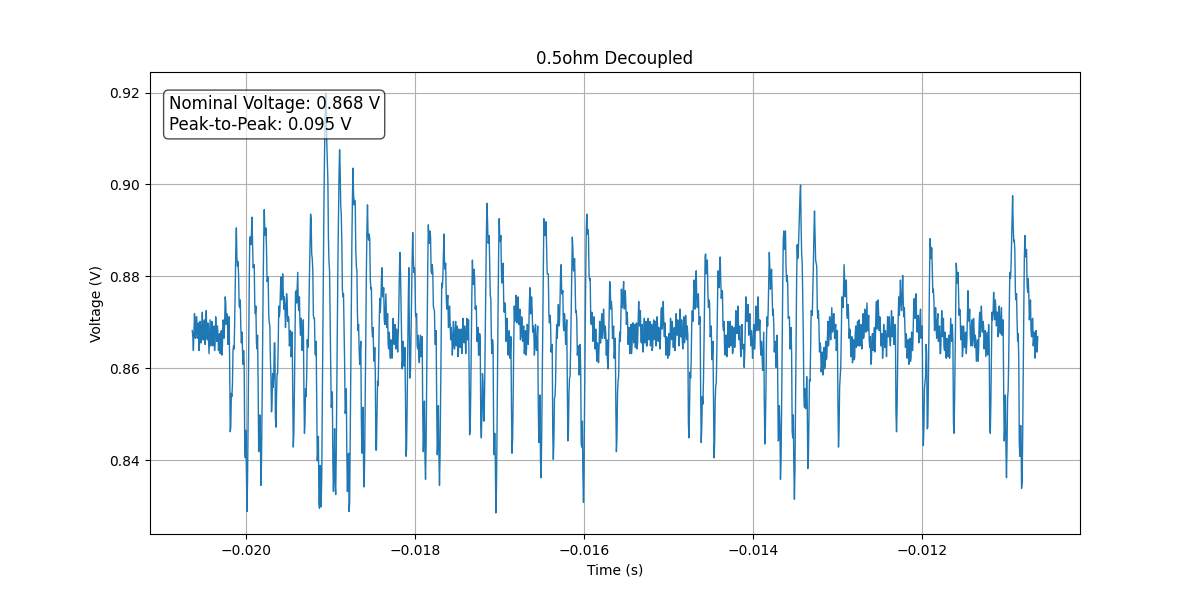 0.5ohm Decoupled
Nominal Voltage: 0.868 V
Peak-to-Peak: 0.095 V
0.92
0.90
0.88
0.86
0.84
Voltage (V)
−0.020
−0.018
−0.016
−0.014
−0.012
Time (s)